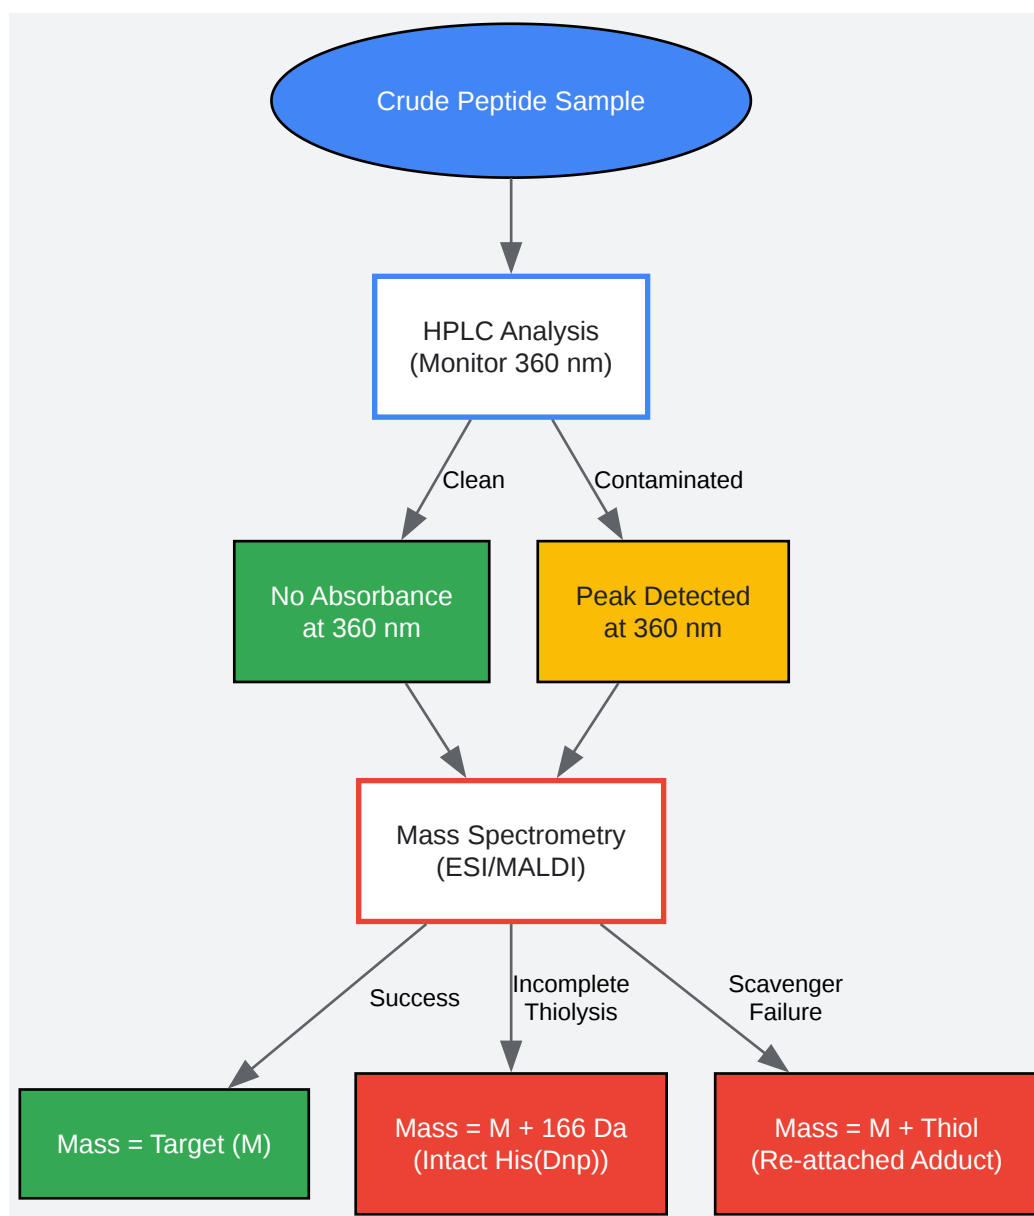 Crude Peptide Sample
HPLC Analysis
(Monitor 360 nm)
Clean
Contaminated
No Absorbance
at 360 nm
Peak Detected
at 360 nm
Mass Spectrometry
(ESI/MALDI)
Success
Incomplete
Thiolysis
Scavenger
Failure
Mass = Target (M)
Mass = M + 166 Da
(Intact His(Dnp))
Mass = M + Thiol
(Re-attached Adduct)